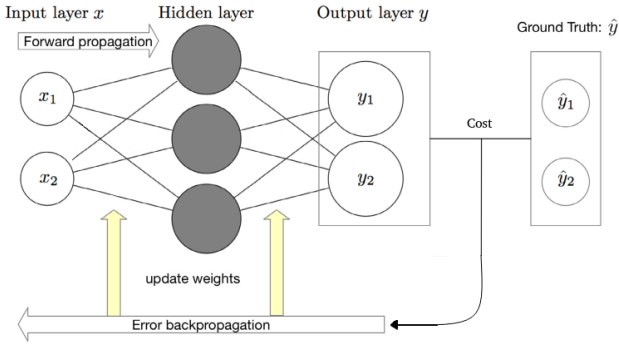 Input layer x
Hidden layer
Output layer y
Ground Truth: ŷ
Forward propagation
x₁
y₁
ŷ₁
Cost
x₂
y₂
ŷ₂
update weights
Error backpropagation